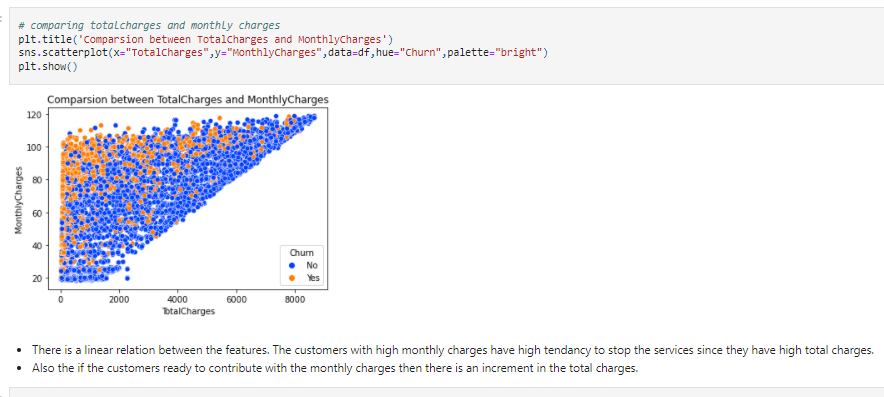 # comparing totalcharges and monthly charges
plt.title('Comparsion between TotalCharges and MonthlyCharges')
sns.scatterplot(x="TotalCharges",y="MonthlyCharges",data=df,hue="Churn",palette="bright")
plt.show()
Comparsion between TotalCharges and MonthlyCharges
120
100
80
60
40
20
MonthlyCharges
Churn
No
Yes
0 2000 4000 6000 8000
TotalCharges
• There is a linear relation between the features. The customers with high monthly charges have high tendancy to stop the services since they have high total charges.
• Also the if the customers ready to contribute with the monthly charges then there is an increment in the total charges.